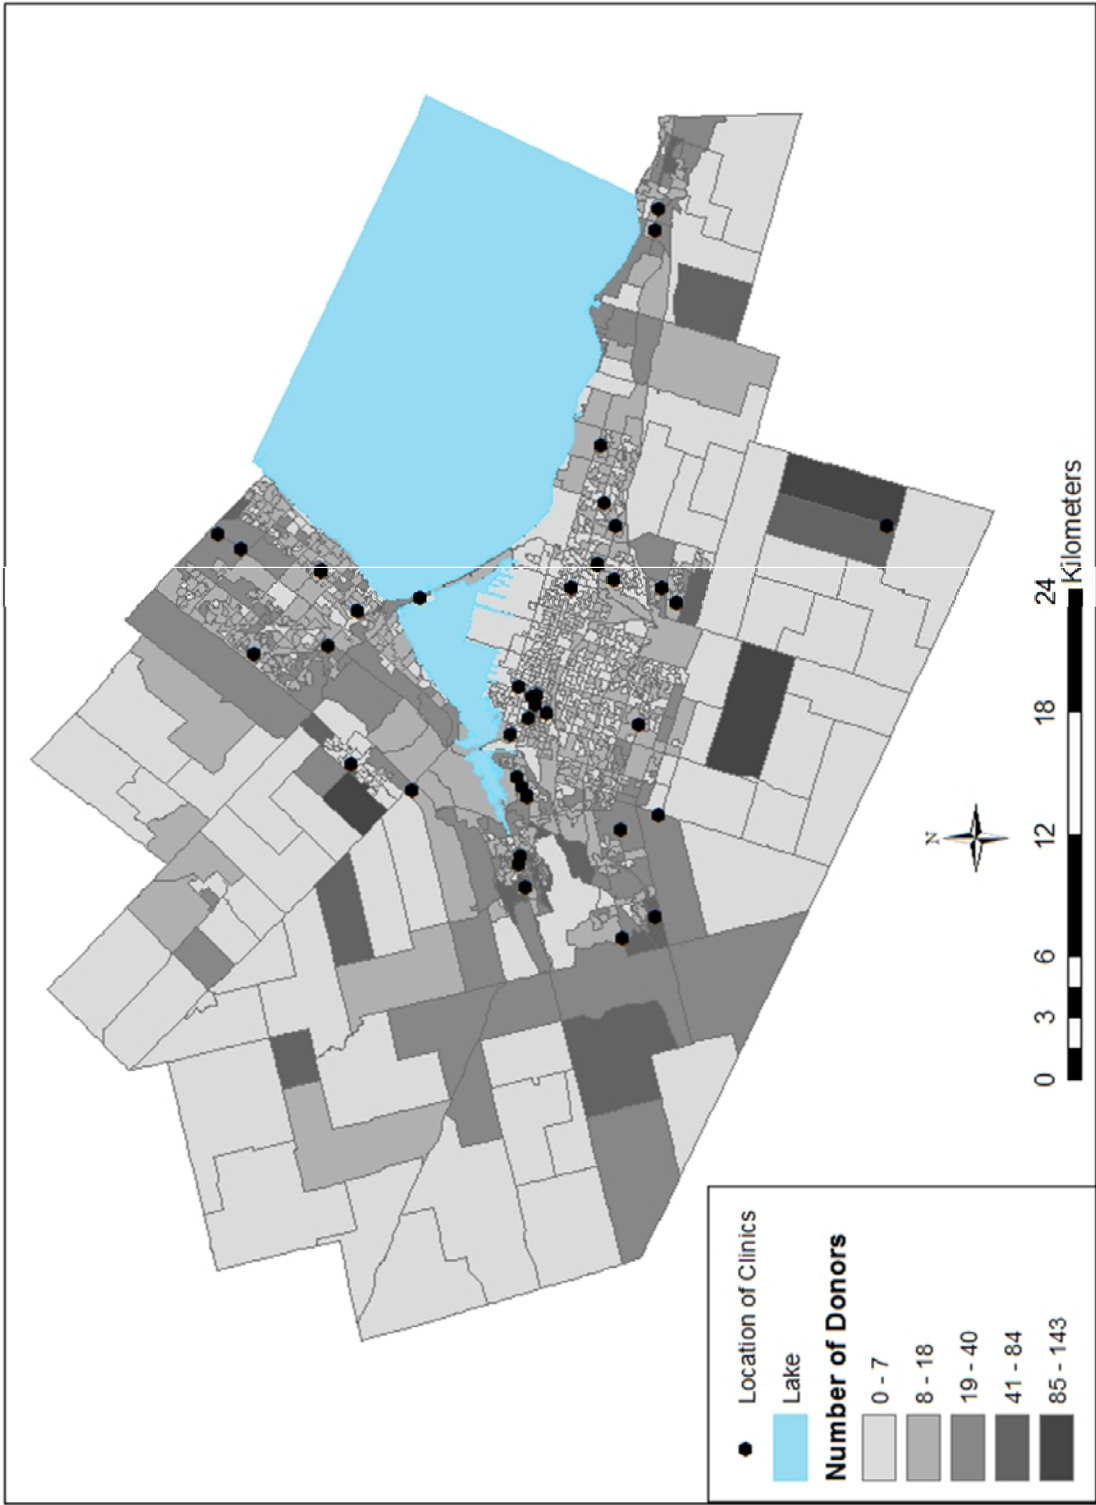 Location of Clinics
Lake
Number of Donors
0 - 7
8 - 18
19 - 40
41 - 84
85 - 143
N
0 3 6 12 18 24
Kilometers